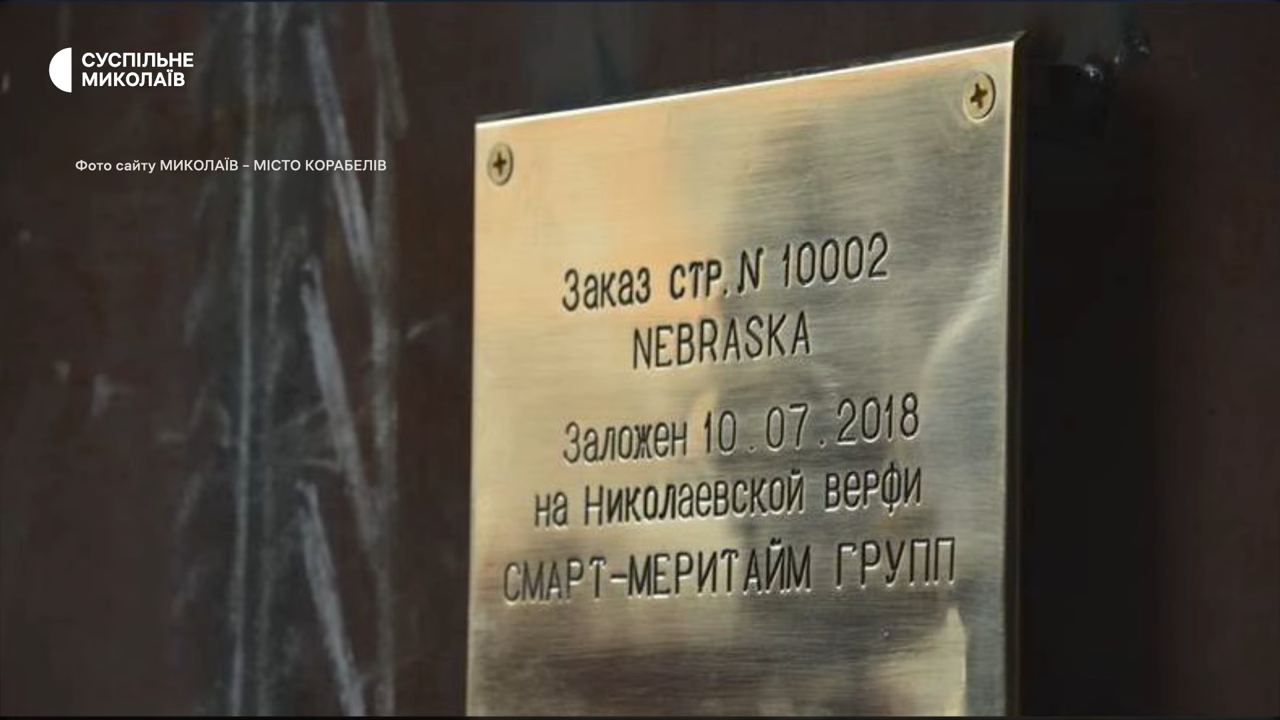 СУСПІЛЬНЕ
МИКОЛАЇВ
Фото сайту МИКОЛАЇВ – МІСТО КОРАБЕЛІВ
Заказ стр. N 10002
NEBRASKA
Заложен 10.07.2018
на Николаевской верфи
СМАРТ-МЕРИТАЙМ ГРУПП